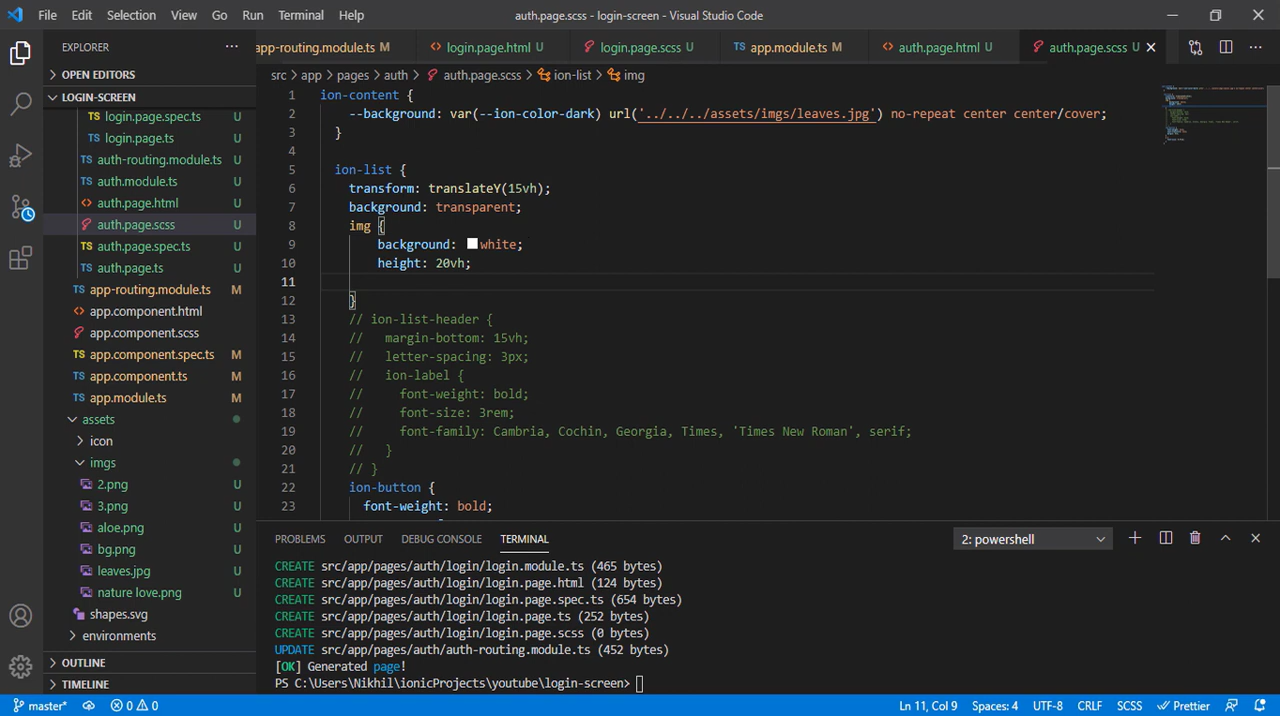 File Edit Selection View Go Run Terminal Help auth.page.scss - login-screen - Visual Studio Code
EXPLORER
OPEN EDITORS
LOGIN-SCREEN
login.page.spec.ts U
login.page.ts U
auth-routing.module.ts U
auth.module.ts U
auth.page.html U
auth.page.scss U
auth.page.spec.ts U
auth.page.ts U
app-routing.module.ts M
app.component.html
app.component.scss
app.component.spec.ts M
app.component.ts M
app.module.ts M
assets
icon
imgs
2.png U
3.png U
aloe.png U
bg.png U
leaves.jpg U
nature love.png U
shapes.svg
environments
OUTLINE
TIMELINE
app-routing.module.ts M login.page.html U login.page.scss U app.module.ts M auth.page.html U auth.page.scss U
src > app > pages > auth > auth.page.scss > ion-list > img
1 ion-content {
2 --background: var(--ion-color-dark) url('../../../assets/imgs/leaves.jpg') no-repeat center center/cover;
3 }
4
5 ion-list {
6 transform: translateY(15vh);
7 background: transparent;
8 img {
9 background: white;
10 height: 20vh;
11
12 }
13 // ion-list-header {
14 // margin-bottom: 15vh;
15 // letter-spacing: 3px;
16 // ion-label {
17 // font-weight: bold;
18 // font-size: 3rem;
19 // font-family: Cambria, Cochin, Georgia, Times, 'Times New Roman', serif;
20 // }
21 // }
22 ion-button {
23 font-weight: bold;
PROBLEMS OUTPUT DEBUG CONSOLE TERMINAL 2: powershell
CREATE src/app/pages/auth/login/login.module.ts (465 bytes)
CREATE src/app/pages/auth/login/login.page.html (124 bytes)
CREATE src/app/pages/auth/login/login.page.spec.ts (654 bytes)
CREATE src/app/pages/auth/login/login.page.ts (252 bytes)
CREATE src/app/pages/auth/login/login.page.scss (0 bytes)
UPDATE src/app/pages/auth/auth-routing.module.ts (452 bytes)
[OK] Generated page!
PS C:\Users\Nikhil\ionicProjects\youtube\login-screen>
master* 0 0 Ln 11, Col 9 Spaces: 4 UTF-8 CRLF SCSS Prettier